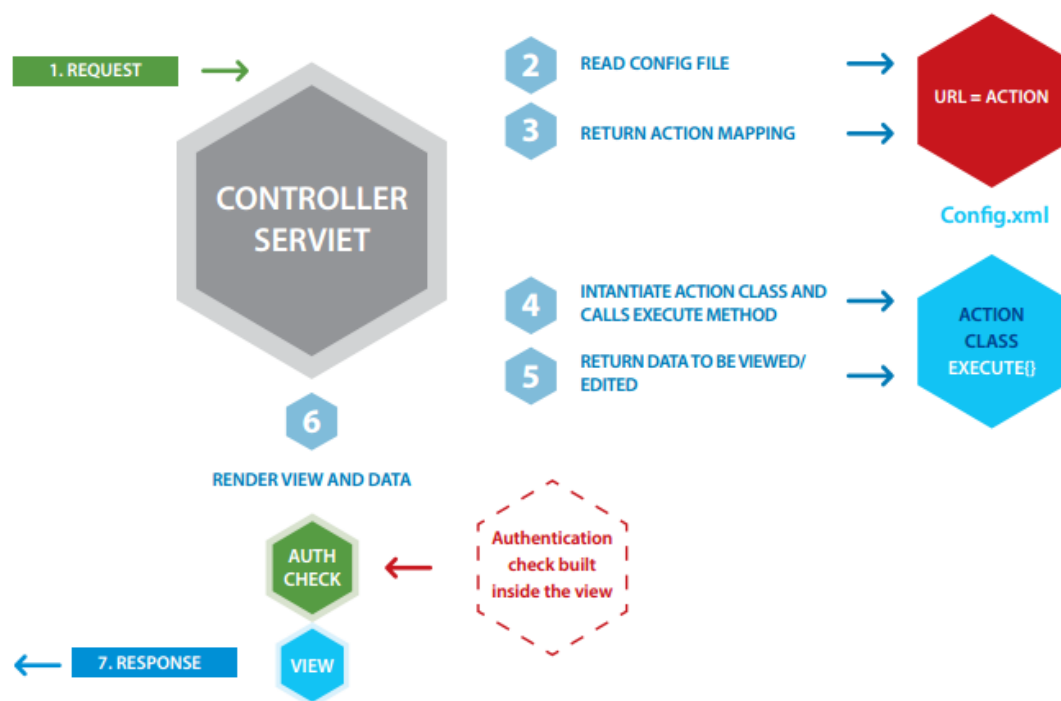 1. REQUEST
CONTROLLER
SERVIET
2
READ CONFIG FILE
3
RETURN ACTION MAPPING
URL = ACTION
Config.xml
4
INTANTIATE ACTION CLASS AND
CALLS EXECUTE METHOD
5
RETURN DATA TO BE VIEWED/
EDITED
ACTION
CLASS
EXECUTE{}
6
RENDER VIEW AND DATA
AUTH
CHECK
Authentication
check built
inside the view
VIEW
7. RESPONSE